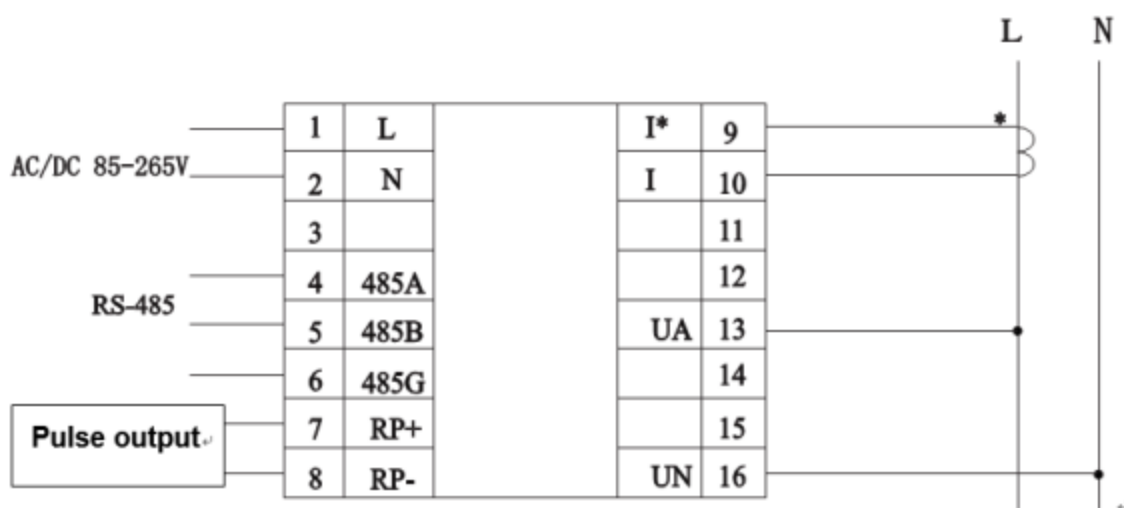 L N
1 L I* 9 *
AC/DC 85-265V
2 N I 10
3 11
4 485A 12
RS-485
5 485B UA 13
6 485G 14
Pulse output
7 RP+ 15
8 RP- UN 16